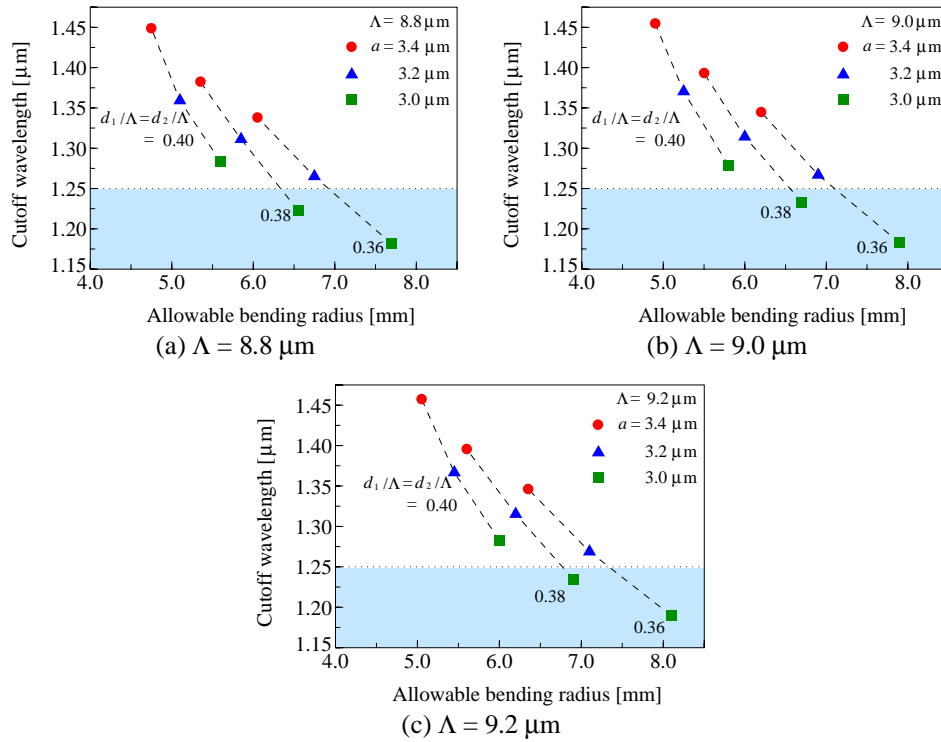 Λ = 8.8 μm
a = 3.4 μm
3.2 μm
3.0 μm
d₁/Λ=d₂/Λ
= 0.40
0.38
0.36
1.45
1.40
1.35
1.30
1.25
1.20
1.15
4.0 5.0 6.0 7.0 8.0
Cutoff wavelength [μm]
Allowable bending radius [mm]
(a) Λ = 8.8 μm
Λ = 9.0 μm
a = 3.4 μm
3.2 μm
3.0 μm
d₁/Λ=d₂/Λ
= 0.40
0.38
0.36
1.45
1.40
1.35
1.30
1.25
1.20
1.15
4.0 5.0 6.0 7.0 8.0
Cutoff wavelength [μm]
Allowable bending radius [mm]
(b) Λ = 9.0 μm
Λ = 9.2 μm
a = 3.4 μm
3.2 μm
3.0 μm
d₁/Λ=d₂/Λ
= 0.40
0.38
0.36
1.45
1.40
1.35
1.30
1.25
1.20
1.15
4.0 5.0 6.0 7.0 8.0
Cutoff wavelength [μm]
Allowable bending radius [mm]
(c) Λ = 9.2 μm